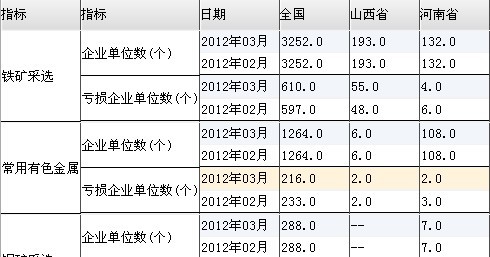 指标 指标 日期 全国 山西省 河南省
铁矿采选 企业单位数(个) 2012年03月 3252.0 193.0 132.0
2012年02月 3252.0 193.0 132.0
亏损企业单位数(个) 2012年03月 610.0 55.0 4.0
2012年02月 597.0 48.0 6.0
常用有色金属 企业单位数(个) 2012年03月 1264.0 6.0 108.0
2012年02月 1264.0 6.0 108.0
亏损企业单位数(个) 2012年03月 216.0 2.0 2.0
2012年02月 233.0 2.0 3.0
企业单位数(个) 2012年03月 288.0 -- 7.0
2012年02月 288.0 -- 7.0